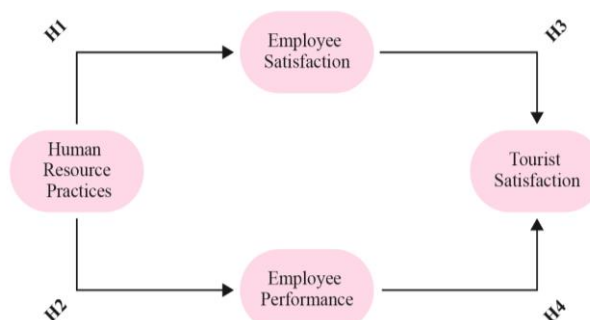 H1
Employee
Satisfaction
H3
Human
Resource
Practices
Tourist
Satisfaction
Employee
Performance
H2
H4